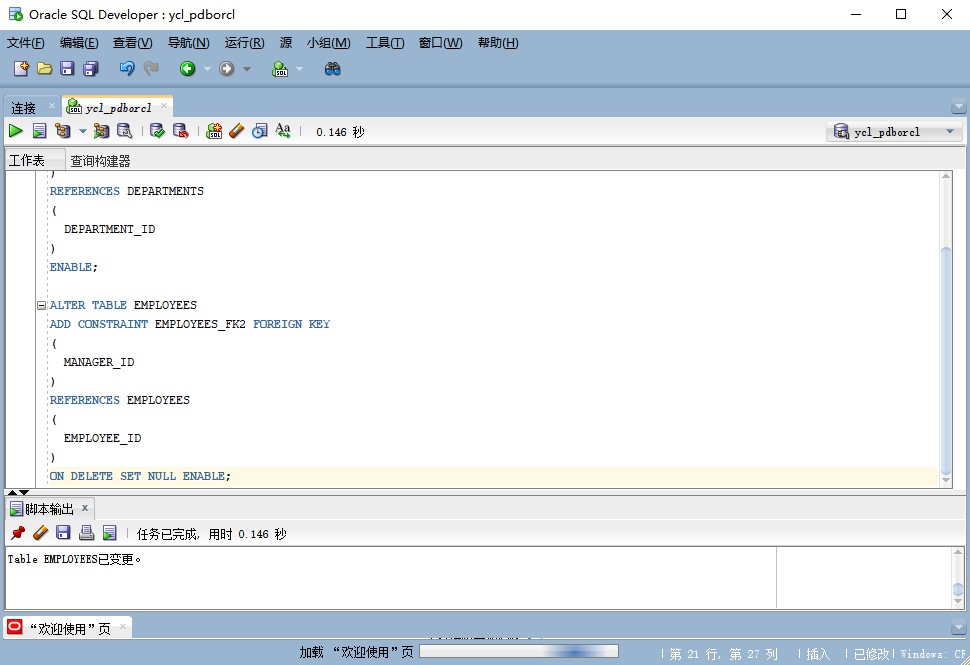 Oracle SQL Developer : ycl_pdborcl
文件(F) 编辑(E) 查看(V) 导航(N) 运行(R) 源 小组(M) 工具(T) 窗口(W) 帮助(H)
连接 ycl_pdborcl
0.146 秒 ycl_pdborcl
工作表 查询构建器
)
REFERENCES DEPARTMENTS
(
DEPARTMENT_ID
)
ENABLE;
ALTER TABLE EMPLOYEES
ADD CONSTRAINT EMPLOYEES_FK2 FOREIGN KEY
(
MANAGER_ID
)
REFERENCES EMPLOYEES
(
EMPLOYEE_ID
)
ON DELETE SET NULL ENABLE;
脚本输出 x
任务已完成, 用时 0.146 秒
Table EMPLOYEES已变更。
“欢迎使用”页
加载 “欢迎使用”页 第 21 行, 第 27 列 插入 已修改 Windows: CR